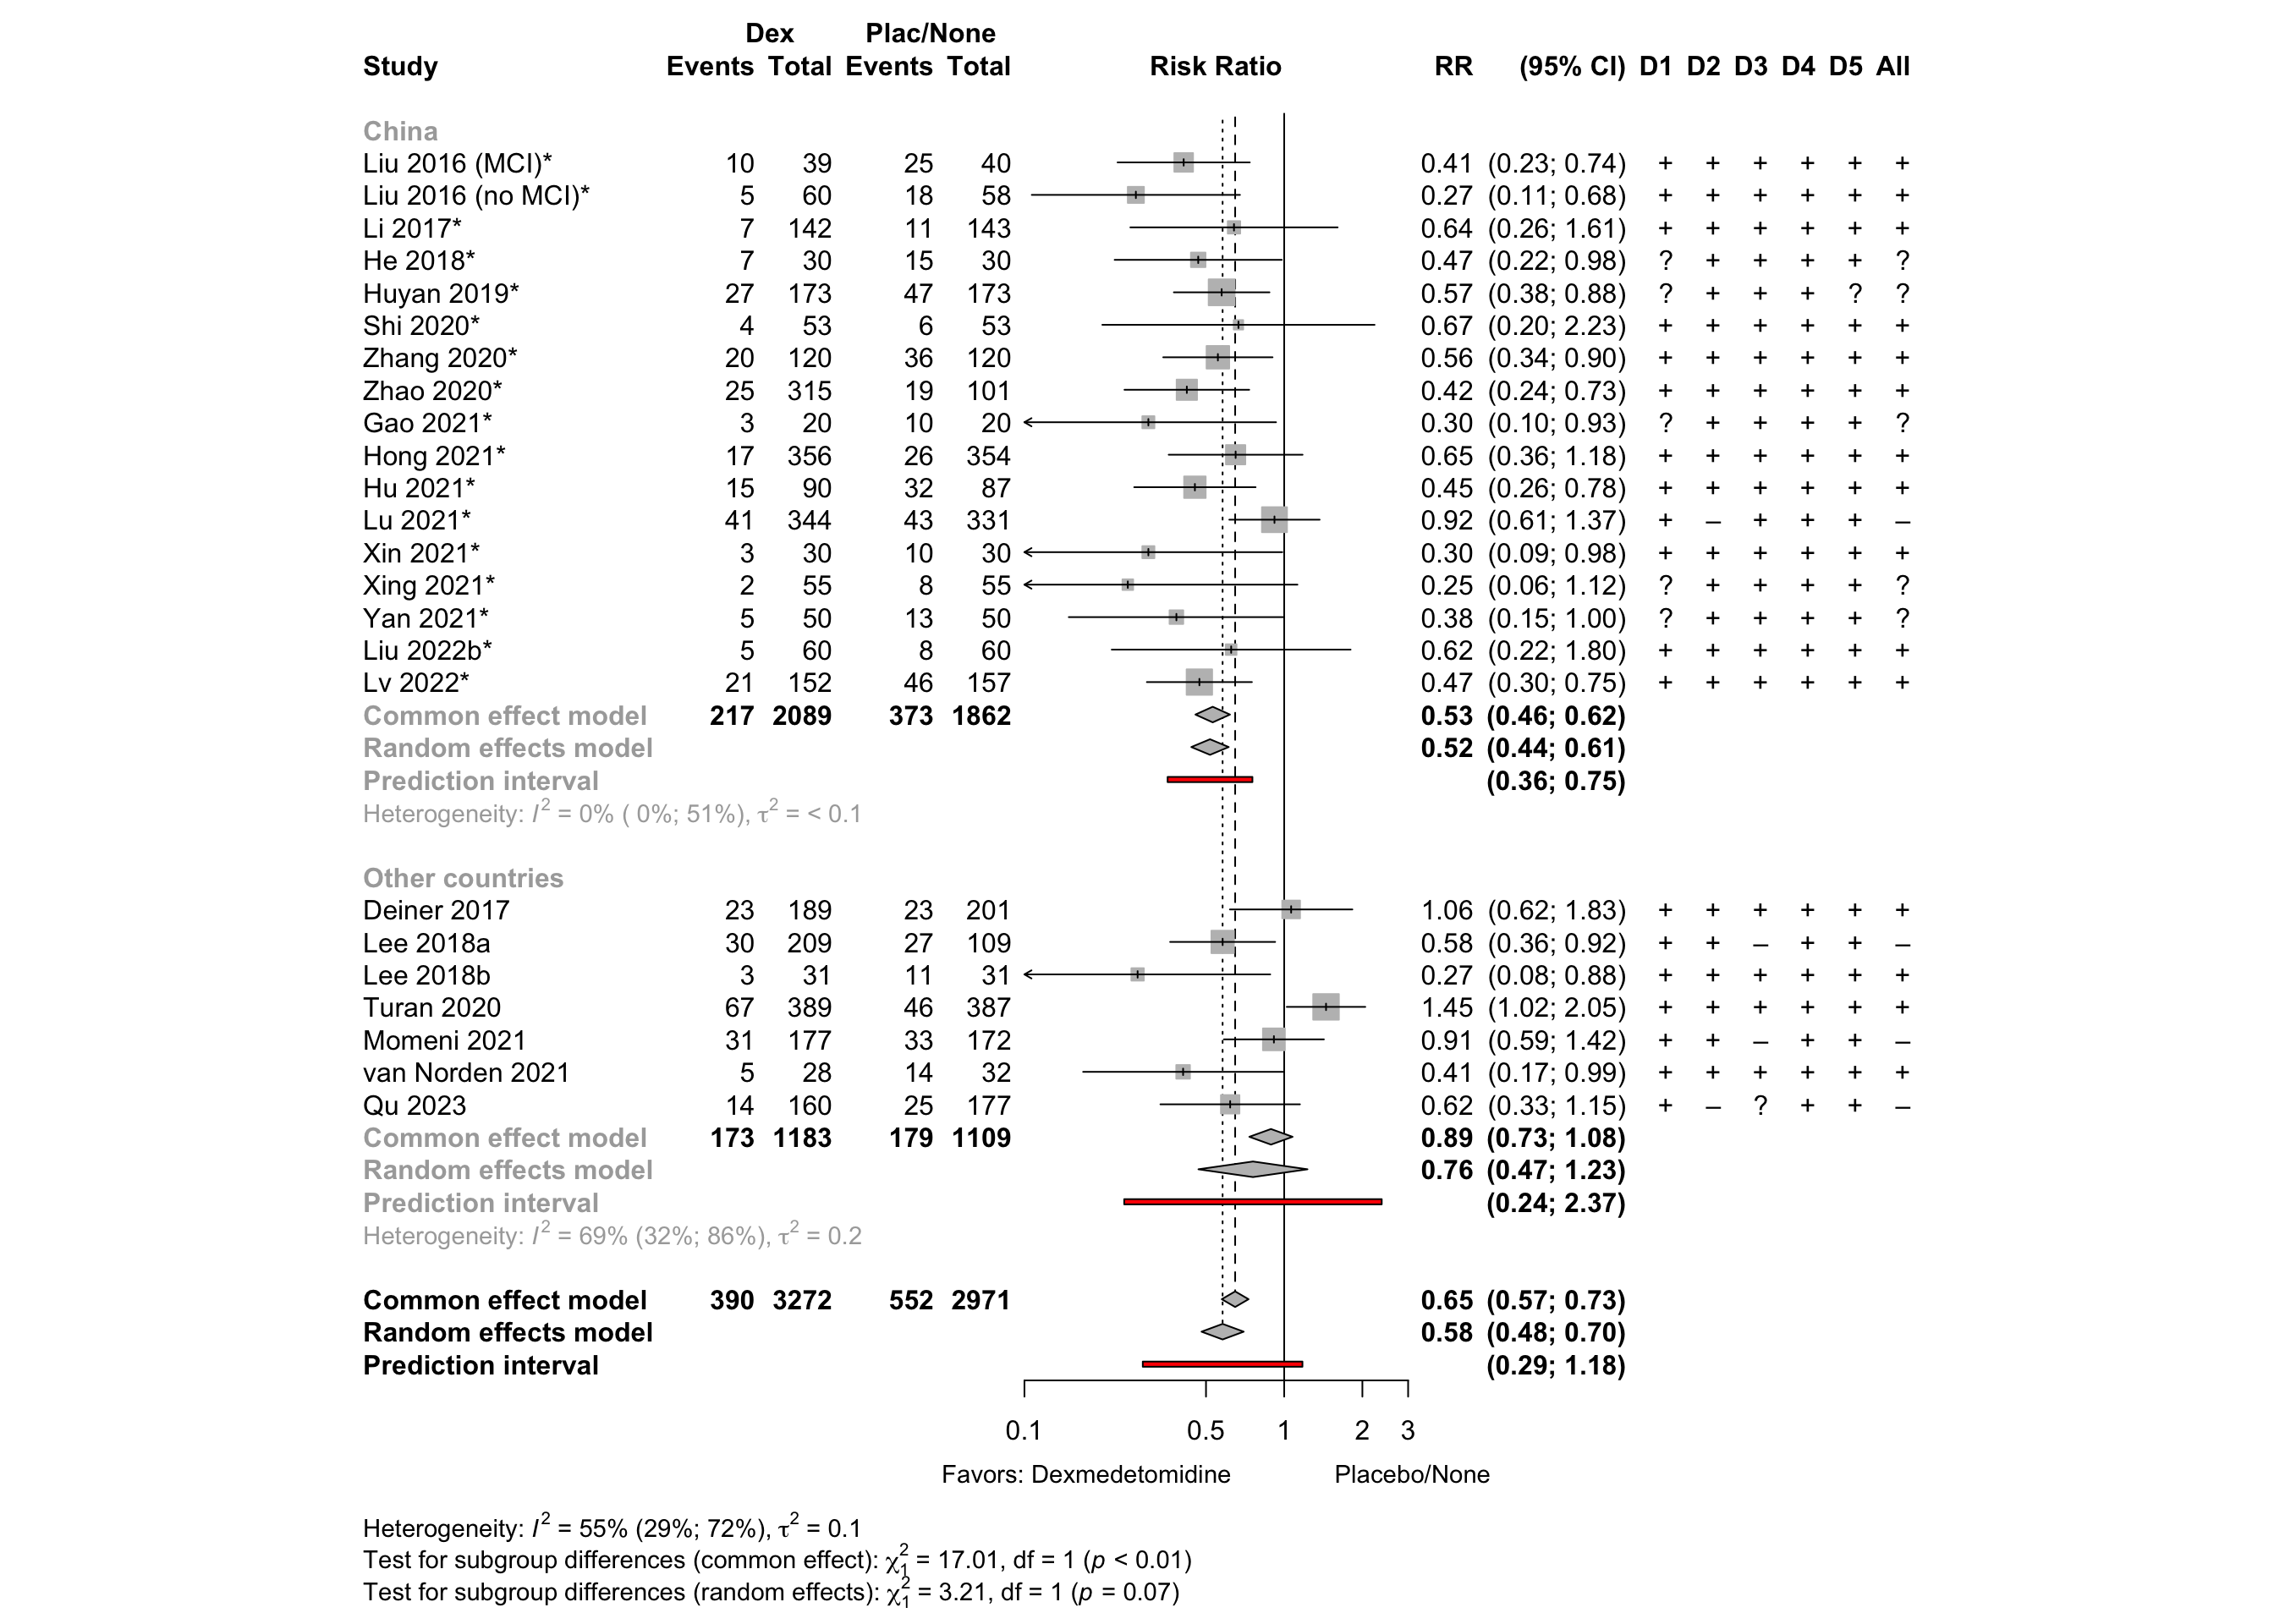 Dex Plac/None
Study Events Total Events Total Risk Ratio RR (95% CI) D1 D2 D3 D4 D5 All
China
Liu 2016 (MCI)* 10 39 25 40 0.41 (0.23; 0.74) + + + + + +
Liu 2016 (no MCI)* 5 60 18 58 0.27 (0.11; 0.68) + + + + + +
Li 2017* 7 142 11 143 0.64 (0.26; 1.61) + + + + + +
He 2018* 7 30 15 30 0.47 (0.22; 0.98) ? + + + + ?
Huyan 2019* 27 173 47 173 0.57 (0.38; 0.88) ? + + + ? ?
Shi 2020* 4 53 6 53 0.67 (0.20; 2.23) + + + + + +
Zhang 2020* 20 120 36 120 0.56 (0.34; 0.90) + + + + + +
Zhao 2020* 25 315 19 101 0.42 (0.24; 0.73) + + + + + +
Gao 2021* 3 20 10 20 0.30 (0.10; 0.93) ? + + + + ?
Hong 2021* 17 356 26 354 0.65 (0.36; 1.18) + + + + + +
Hu 2021* 15 90 32 87 0.45 (0.26; 0.78) + + + + + +
Lu 2021* 41 344 43 331 0.92 (0.61; 1.37) + – + + + –
Xin 2021* 3 30 10 30 0.30 (0.09; 0.98) + + + + + +
Xing 2021* 2 55 8 55 0.25 (0.06; 1.12) ? + + + + ?
Yan 2021* 5 50 13 50 0.38 (0.15; 1.00) ? + + + + ?
Liu 2022b* 5 60 8 60 0.62 (0.22; 1.80) + + + + + +
Lv 2022* 21 152 46 157 0.47 (0.30; 0.75) + + + + + +
Common effect model 217 2089 373 1862 0.53 (0.46; 0.62)
Random effects model 0.52 (0.44; 0.61)
Prediction interval (0.36; 0.75)
Heterogeneity: I² = 0% ( 0%; 51%), τ² = < 0.1
Other countries
Deiner 2017 23 189 23 201 1.06 (0.62; 1.83) + + + + + +
Lee 2018a 30 209 27 109 0.58 (0.36; 0.92) + + – + + –
Lee 2018b 3 31 11 31 0.27 (0.08; 0.88) + + + + + +
Turan 2020 67 389 46 387 1.45 (1.02; 2.05) + + + + + +
Momeni 2021 31 177 33 172 0.91 (0.59; 1.42) + + – + + –
van Norden 2021 5 28 14 32 0.41 (0.17; 0.99) + + + + + +
Qu 2023 14 160 25 177 0.62 (0.33; 1.15) + – ? + + –
Common effect model 173 1183 179 1109 0.89 (0.73; 1.08)
Random effects model 0.76 (0.47; 1.23)
Prediction interval (0.24; 2.37)
Heterogeneity: I² = 69% (32%; 86%), τ² = 0.2
Common effect model 390 3272 552 2971 0.65 (0.57; 0.73)
Random effects model 0.58 (0.48; 0.70)
Prediction interval (0.29; 1.18)
0.1 0.5 1 2 3
Favors: Dexmedetomidine Placebo/None
Heterogeneity: I² = 55% (29%; 72%), τ² = 0.1
Test for subgroup differences (common effect): χ₁² = 17.01, df = 1 (p < 0.01)
Test for subgroup differences (random effects): χ₁² = 3.21, df = 1 (p = 0.07)